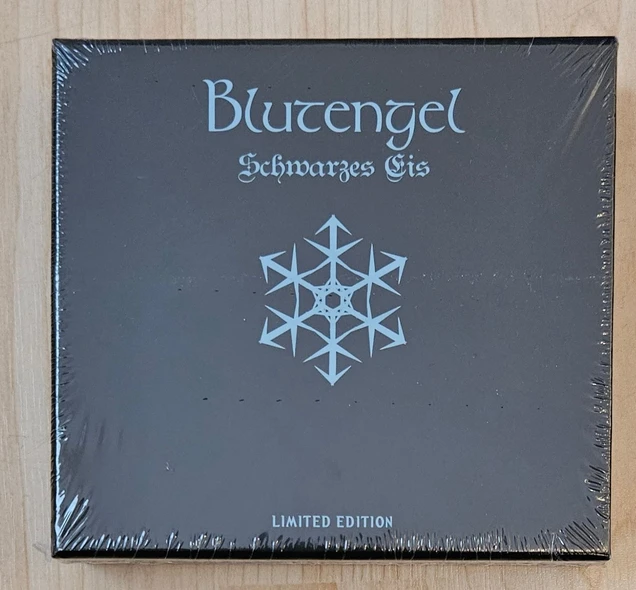 Blutengel
Schwarzes Eis
LIMITED EDITION